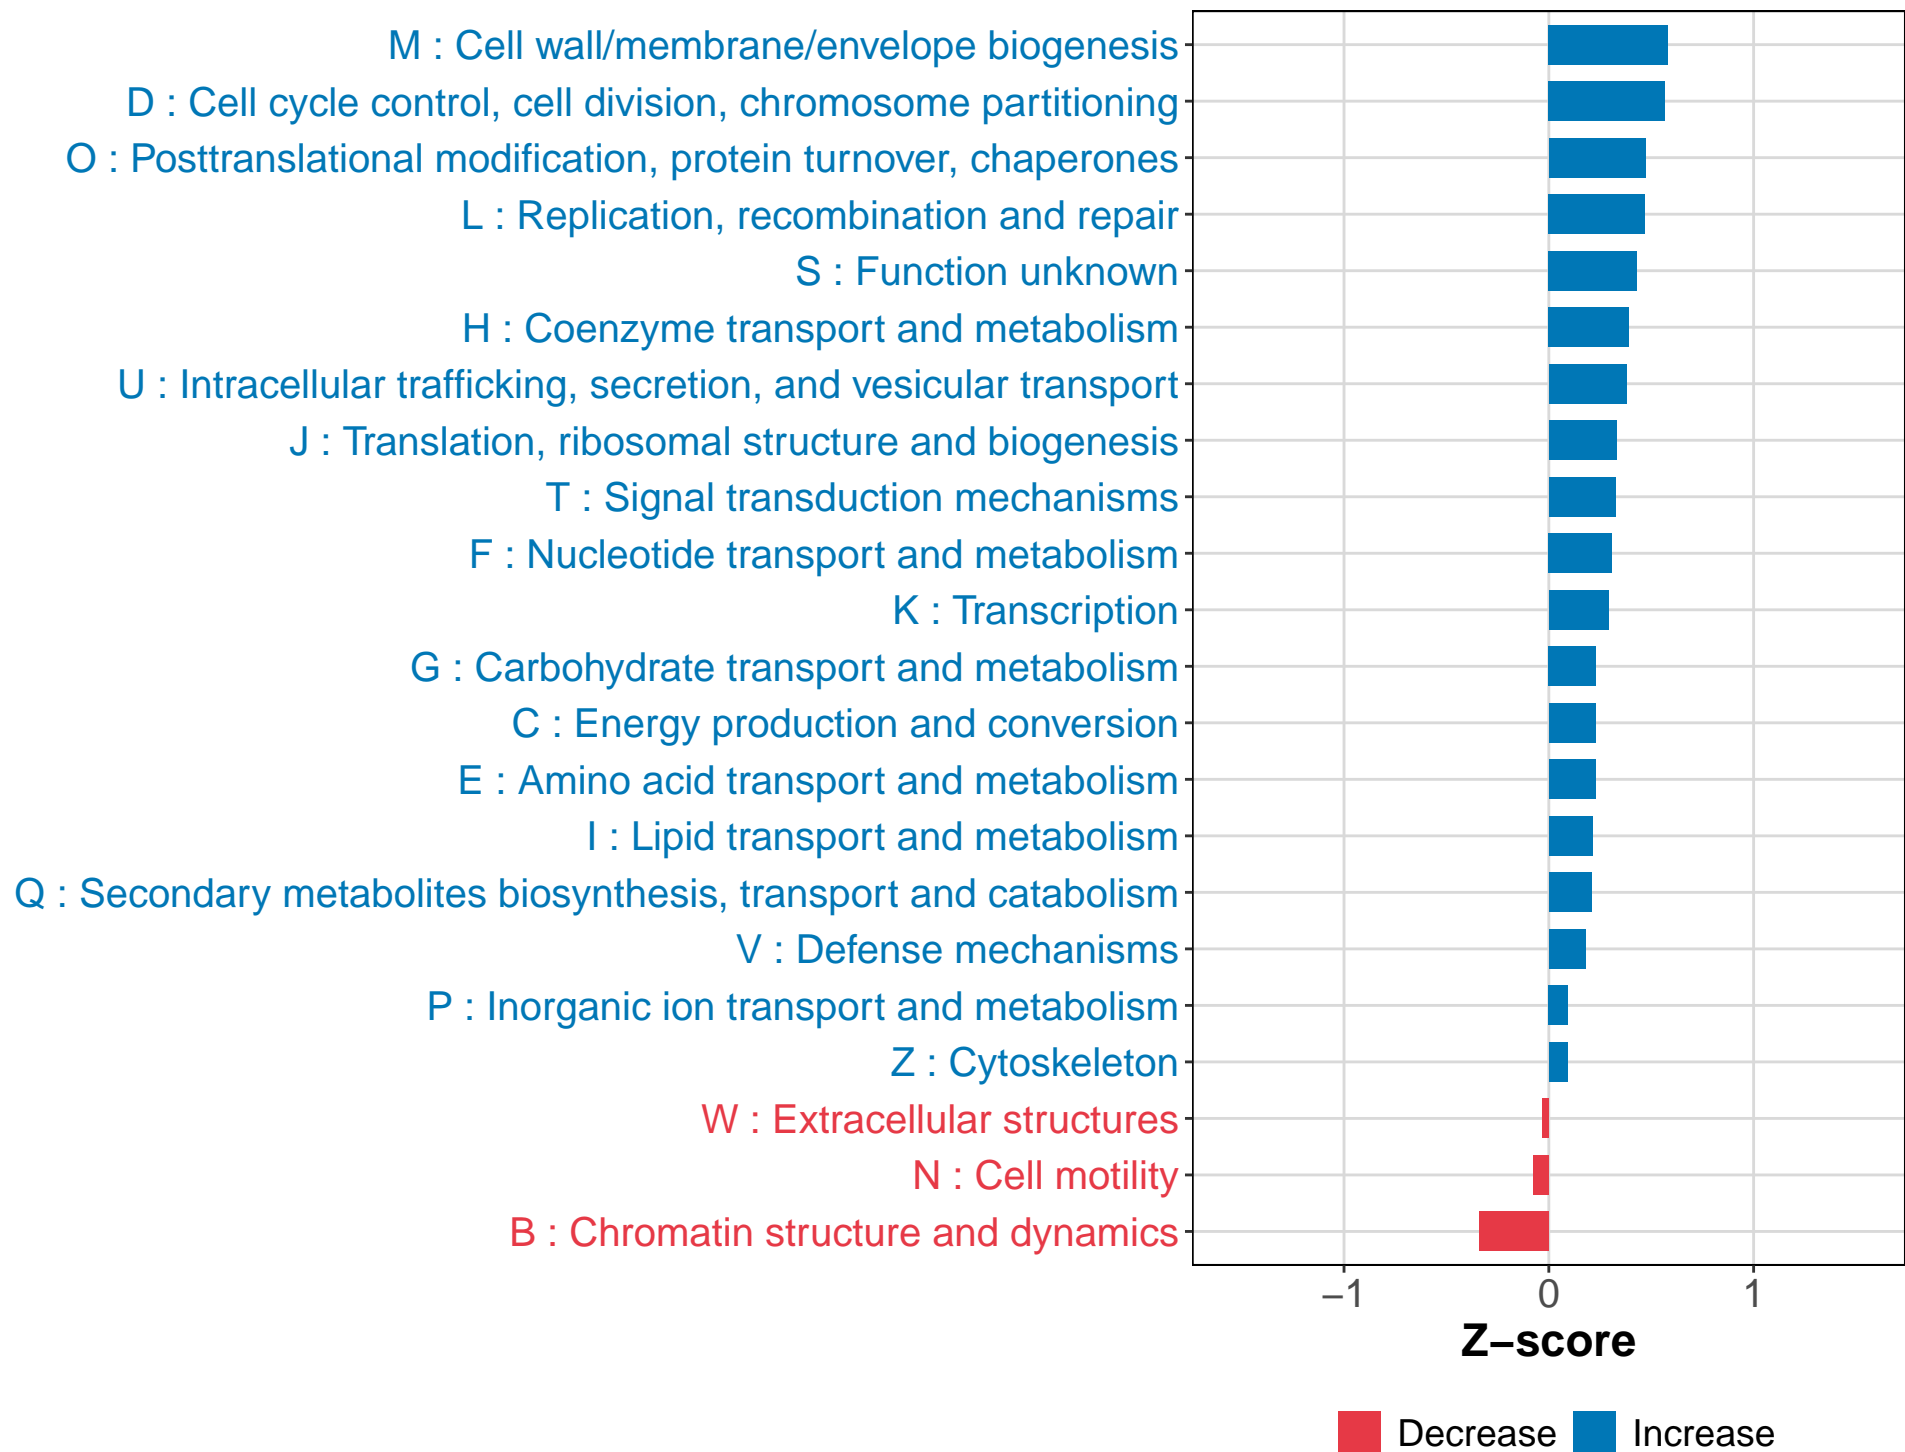 M : Cell wall/membrane/envelope biogenesis
D : Cell cycle control, cell division, chromosome partitioning
O : Posttranslational modification, protein turnover, chaperones
L : Replication, recombination and repair
S : Function unknown
H : Coenzyme transport and metabolism
U : Intracellular trafficking, secretion, and vesicular transport
J : Translation, ribosomal structure and biogenesis
T : Signal transduction mechanisms
F : Nucleotide transport and metabolism
K : Transcription
G : Carbohydrate transport and metabolism
C : Energy production and conversion
E : Amino acid transport and metabolism
I : Lipid transport and metabolism
Q : Secondary metabolites biosynthesis, transport and catabolism
V : Defense mechanisms
P : Inorganic ion transport and metabolism
Z : Cytoskeleton
W : Extracellular structures
N : Cell motility
B : Chromatin structure and dynamics
−1 0 1
Z−score
Decrease Increase